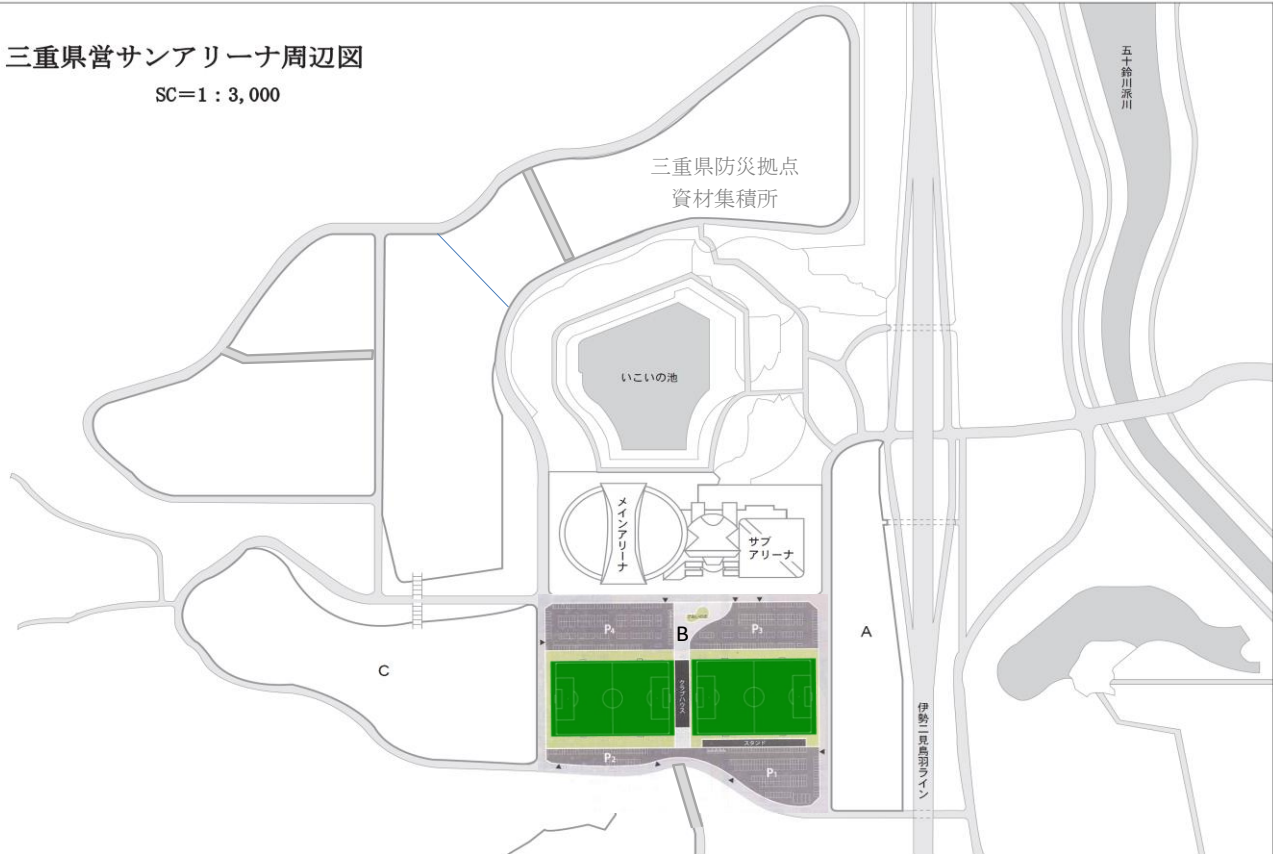 三重県営サンアリーナ周辺図
SC＝1：3,000
五十鈴川派川
三重県防災拠点
資材集積所
いこいの池
メインアリーナ
サブ
アリーナ
P4
B
P3
A
C
クラブハウス
スタンド
P2
P1
伊勢二見鳥羽ライン